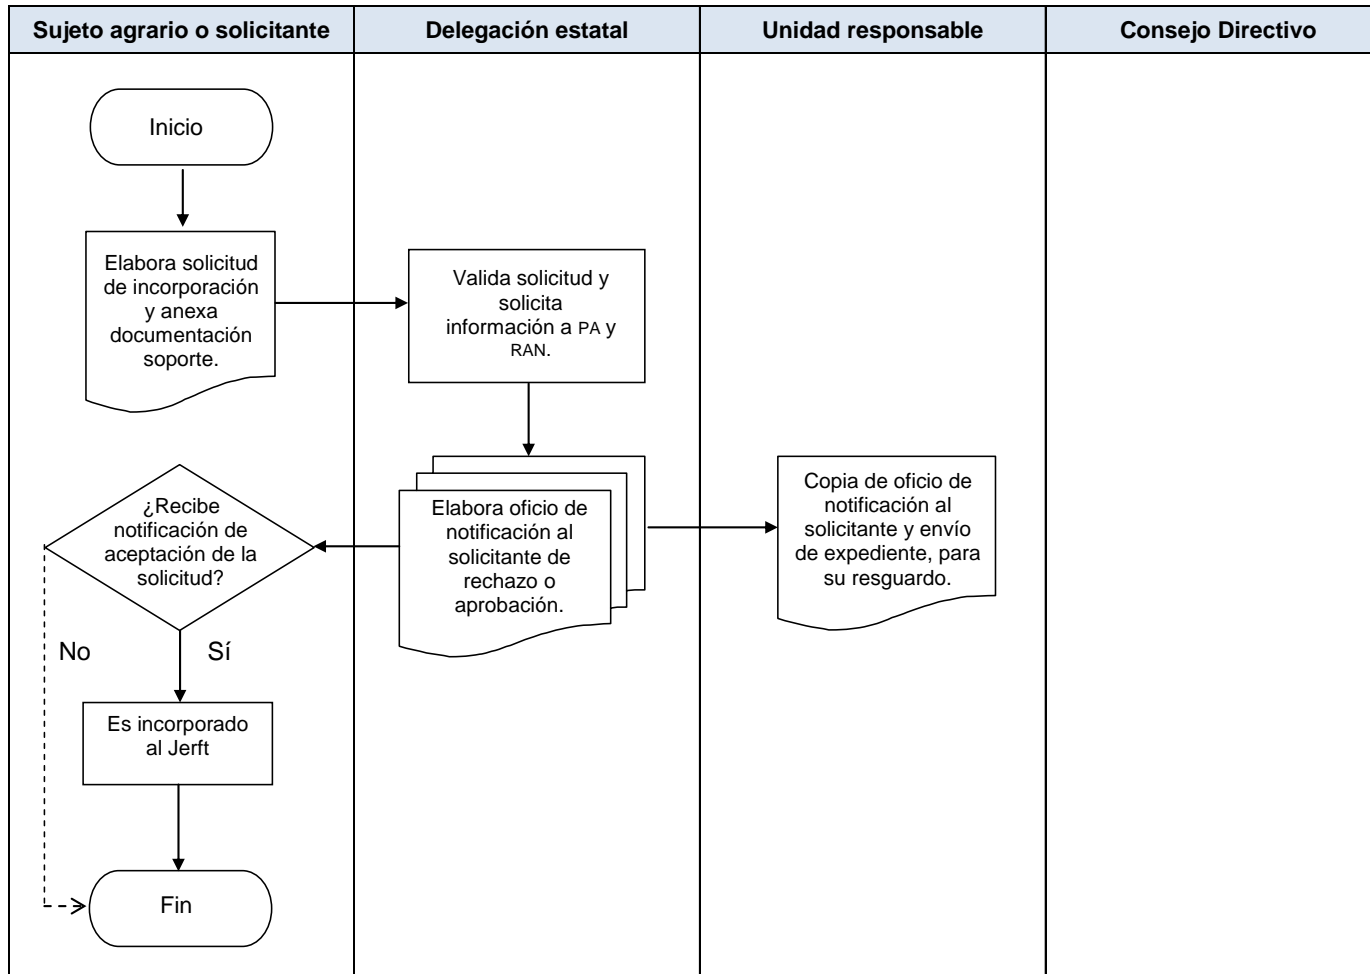 Sujeto agrario o solicitante
Delegación estatal
Unidad responsable
Consejo Directivo
Inicio
Elabora solicitud
de incorporación
y anexa
documentación
soporte.
Valida solicitud y
solicita
información a PA y
RAN.
¿Recibe
notificación de
aceptación de la
solicitud?
Elabora oficio de
notificación al
solicitante de
rechazo o
aprobación.
Copia de oficio de
notificación al
solicitante y envío
de expediente, para
su resguardo.
No
Sí
Es incorporado
al Jerft
Fin